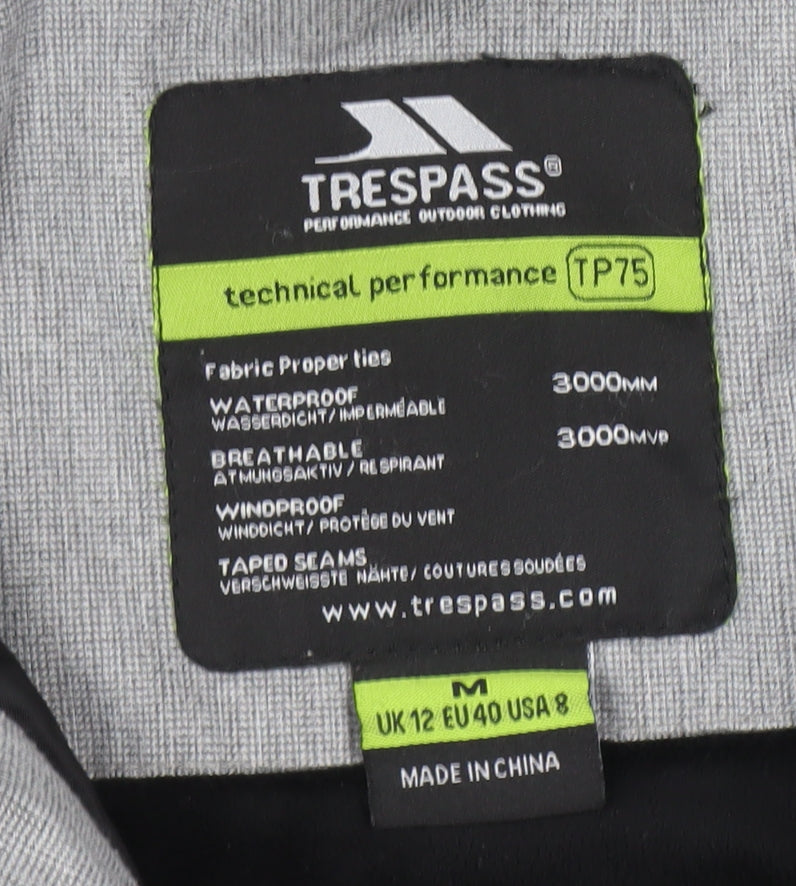 TRESPASS®
PERFORMANCE OUTDOOR CLOTHING
technical performance TP75
Fabric Properties
WATERPROOF 3000MM
WASSERDICHT/IMPERMÉABLE
BREATHABLE 3000MVP
ATMUNGSAKTIV / RESPIRANT
WINDPROOF
WINDDICHT/ PROTÈGE DU VENT
TAPED SEAMS
VERSCHWEISSTE NÄHTE/ COUTURES SOUDÉES
www.trespass.com
M
UK 12 EU 40 USA 8
MADE IN CHINA